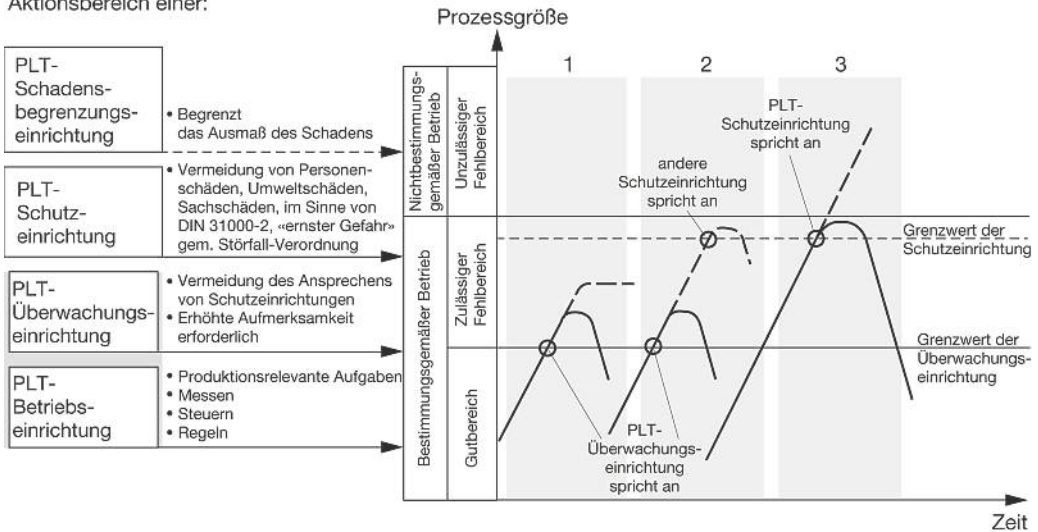 Aktionsbereich einer:
PLT-
Schadens-
begrenzungs-
einrichtung
• Begrenzt
das Ausmaß des Schadens
PLT-
Schutz-
einrichtung
• Vermeidung von Personen-
schäden, Umweltschäden,
Sachschäden, im Sinne von
DIN 31000-2, «ernster Gefahr»
gem. Störfall-Verordnung
PLT-
Überwachungs-
einrichtung
• Vermeidung des Ansprechens
von Schutzeinrichtungen
• Erhöhte Aufmerksamkeit
erforderlich
PLT-
Betriebs-
einrichtung
• Produktionsrelevante Aufgaben
• Messen
• Steuern
• Regeln
Nichtbestimmungs-
gemäßer Betrieb
Bestimmungsgemäßer Betrieb
Unzulässiger
Fehlbereich
Zulässiger
Fehlbereich
Gutbereich
Prozessgröße
1
2
3
PLT-
Schutzeinrichtung
spricht an
andere
Schutzeinrichtung
spricht an
Grenzwert der
Schutzeinrichtung
Grenzwert der
Überwachungs-
einrichtung
PLT-
Überwachungs-
einrichtung
spricht an
Zeit